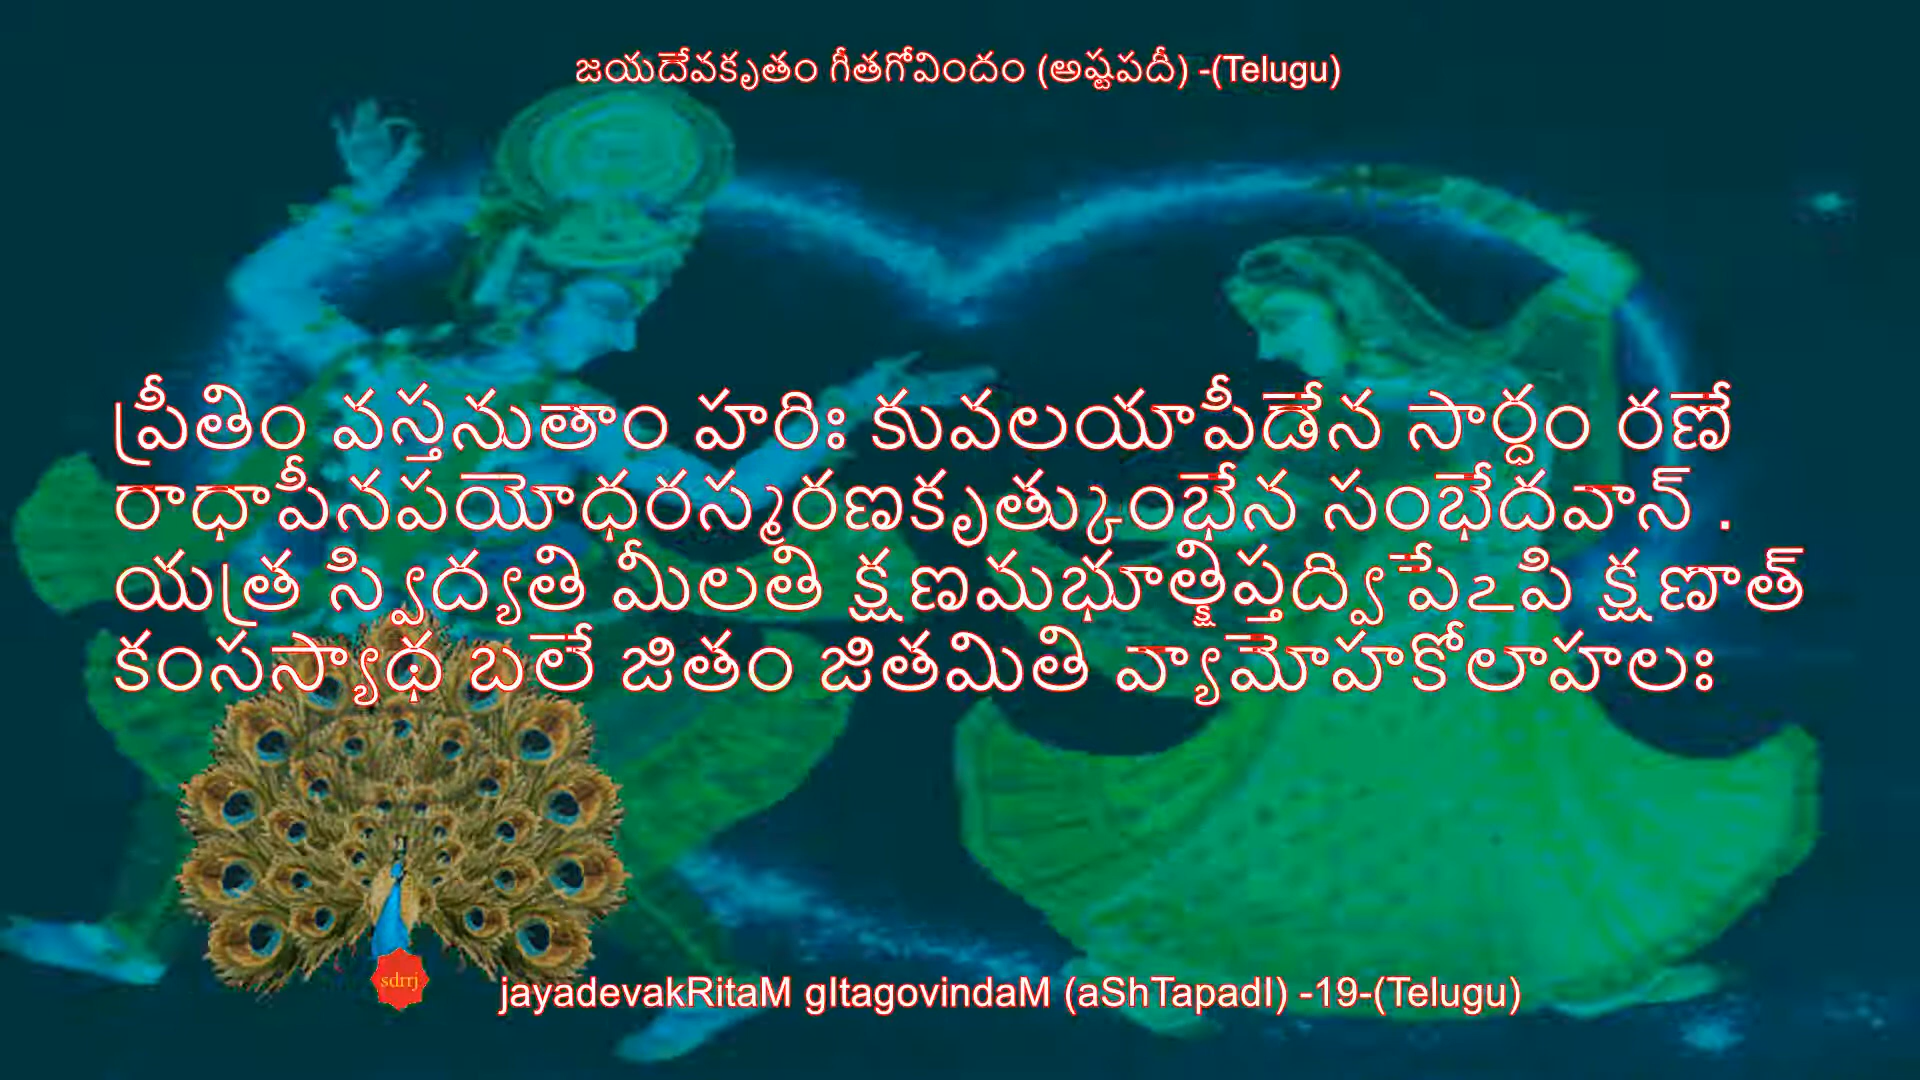 జయదేవకృతం గీతగోవిందం (అష్టపదీ) -(Telugu)
ప్రీతిం వస్తనుతాం హరిః కువలయాపీడేన సార్దం రణే
రాధాపీనపయోధరస్మరణకృత్కుంభేన సంభేదవాన్ .
యత్ర స్విద్యతి మీలతి క్షణమభూత్క్షిప్తద్విపేఽపి క్షణాత్
కంసస్యాథ బలే జితం జితమితి వ్యామోహకోలాహలః
sdrrj
jayadevakRitaM gItagovindaM (aShTapadI) -19-(Telugu)